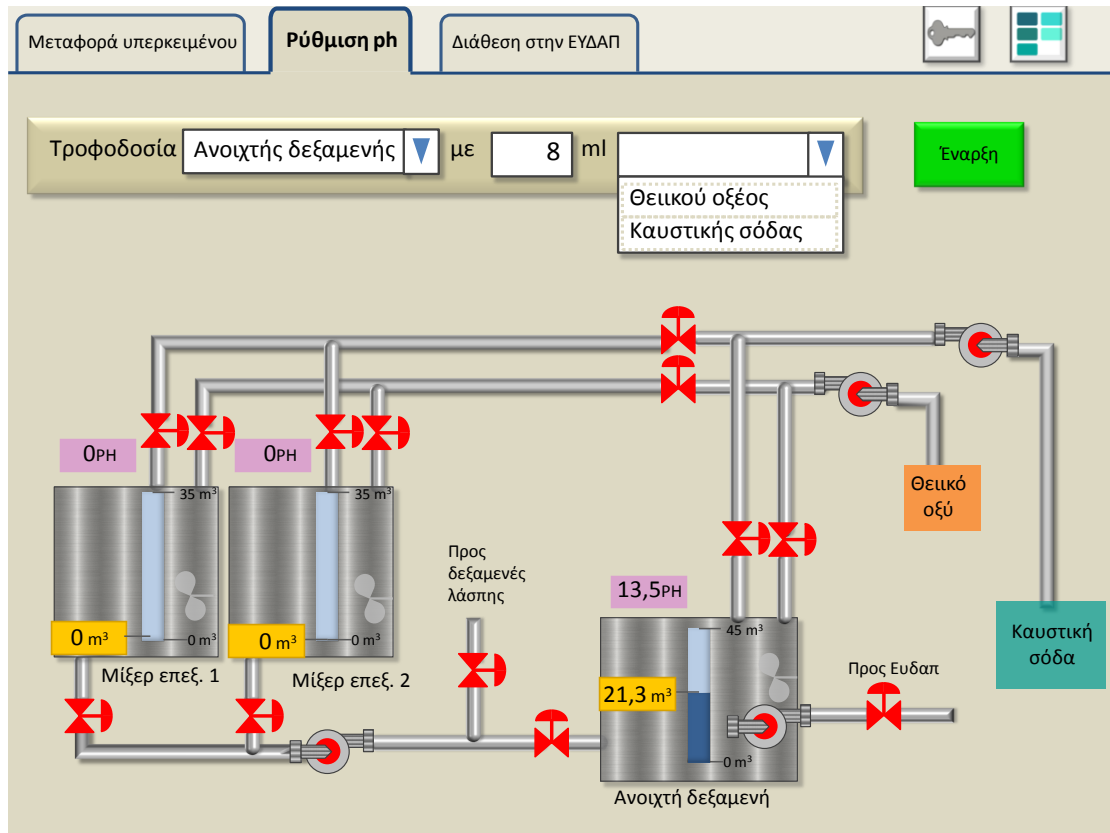 Μεταφορά υπερκειμένου
Ρύθμιση ph
Διάθεση στην ΕΥΔΑΠ
Τροφοδοσία Ανοιχτής δεξαμενής με 8 ml
Έναρξη
Θειικού οξέος
Καυστικής σόδας
0PH
0PH
35 m³
35 m³
Θειικό
οξύ
Προς
δεξαμενές
λάσπης
13,5PH
45 m³
Καυστική
σόδα
0 m³
0 m³
0 m³
0 m³
Μίξερ επεξ. 1
Μίξερ επεξ. 2
Προς Ευδαπ
21,3 m³
0 m³
Ανοιχτή δεξαμενή